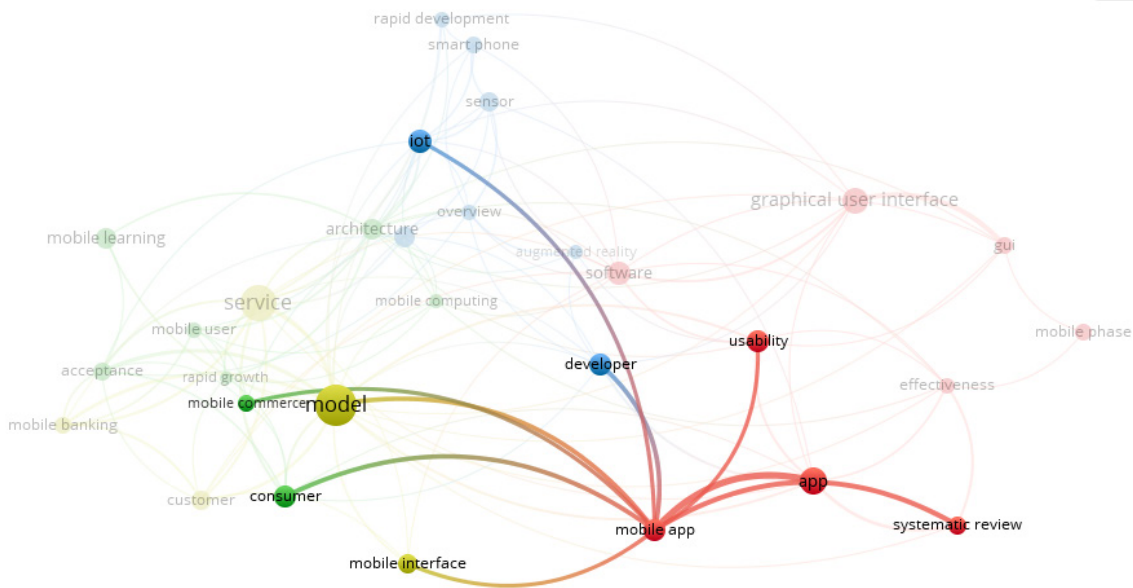 rapid development
smart phone
sensor
iot
graphical user interface
overview
architecture
mobile learning
gui
augmented reality
software
service
mobile computing
mobile user
mobile phase
usability
developer
acceptance
rapid growth
effectiveness
mobile commerce
model
mobile banking
app
consumer
customer
systematic review
mobile app
mobile interface